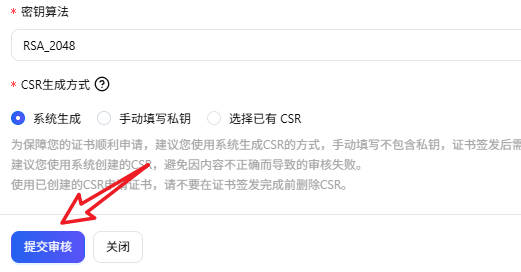 * 密钥算法
RSA_2048
* CSR生成方式 ?
系统生成 手动填写私钥 选择已有 CSR
为保障您的证书顺利申请，建议您使用系统生成CSR的方式，手动填写不包含私钥，证书签发后需
建议您使用系统创建的CSR，避免因内容不正确而导致的审核失败。
使用已创建的CSR申请证书，请不要在证书签发完成前删除CSR。
提交审核 关闭